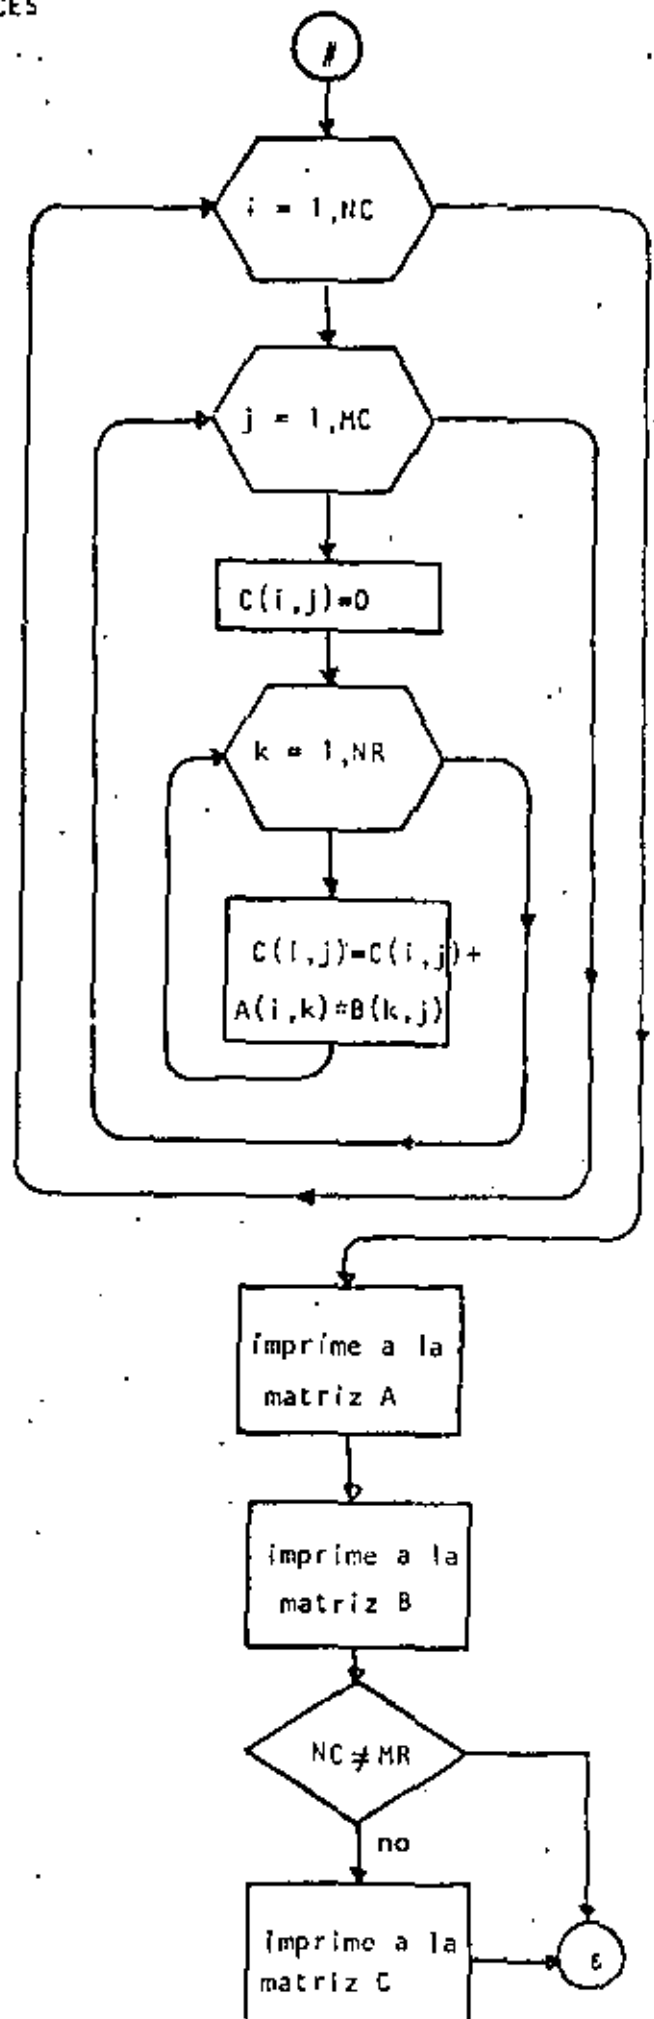 CES
#
i = 1,NC
j = 1,MC
C(i,j)=0
k = 1,NR
C(i,j)=C(i,j)+
A(i,k)*B(k,j)
imprime a la
matriz A
imprime a la
matriz B
NC ≠ MR
no
imprime a la
matriz C